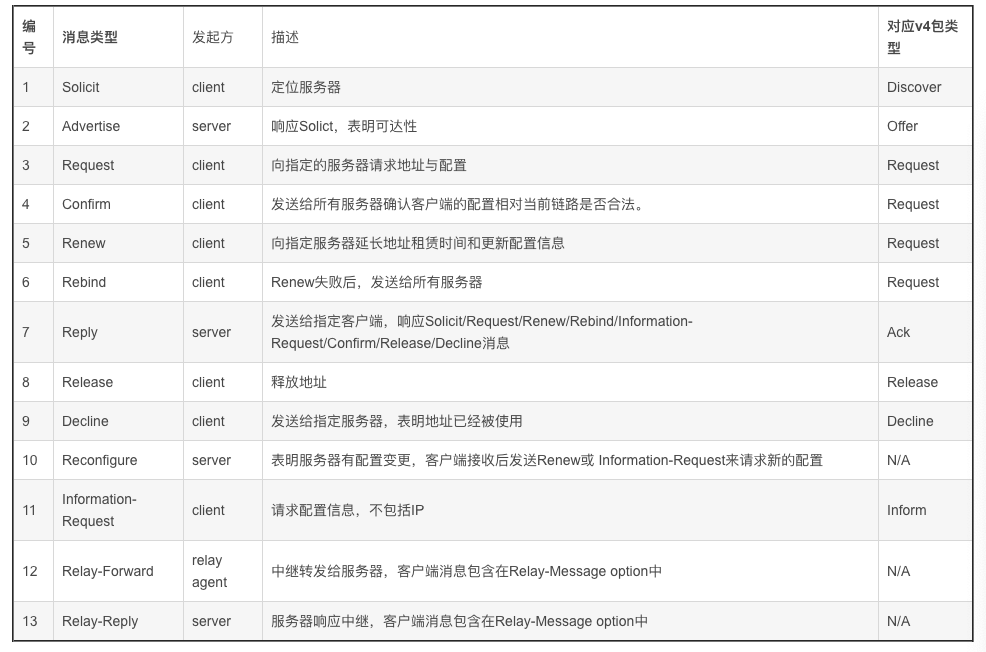 编
号
消息类型
发起方
描述
对应v4包类
型
1 Solicit client 定位服务器 Discover
2 Advertise server 响应Solict，表明可达性 Offer
3 Request client 向指定的服务器请求地址与配置 Request
4 Confirm client 发送给所有服务器确认客户端的配置相对当前链路是否合法。 Request
5 Renew client 向指定服务器延长地址租赁时间和更新配置信息 Request
6 Rebind client Renew失败后，发送给所有服务器 Request
7 Reply server 发送给指定客户端，响应Solicit/Request/Renew/Rebind/Information-
Request/Confirm/Release/Decline消息 Ack
8 Release client 释放地址 Release
9 Decline client 发送给指定服务器，表明地址已经被使用 Decline
10 Reconfigure server 表明服务器有配置变更，客户端接收后发送Renew或 Information-Request来请求新的配置 N/A
11 Information-
Request client 请求配置信息，不包括IP Inform
12 Relay-Forward relay
agent 中继转发给服务器，客户端消息包含在Relay-Message option中 N/A
13 Relay-Reply server 服务器响应中继，客户端消息包含在Relay-Message option中 N/A